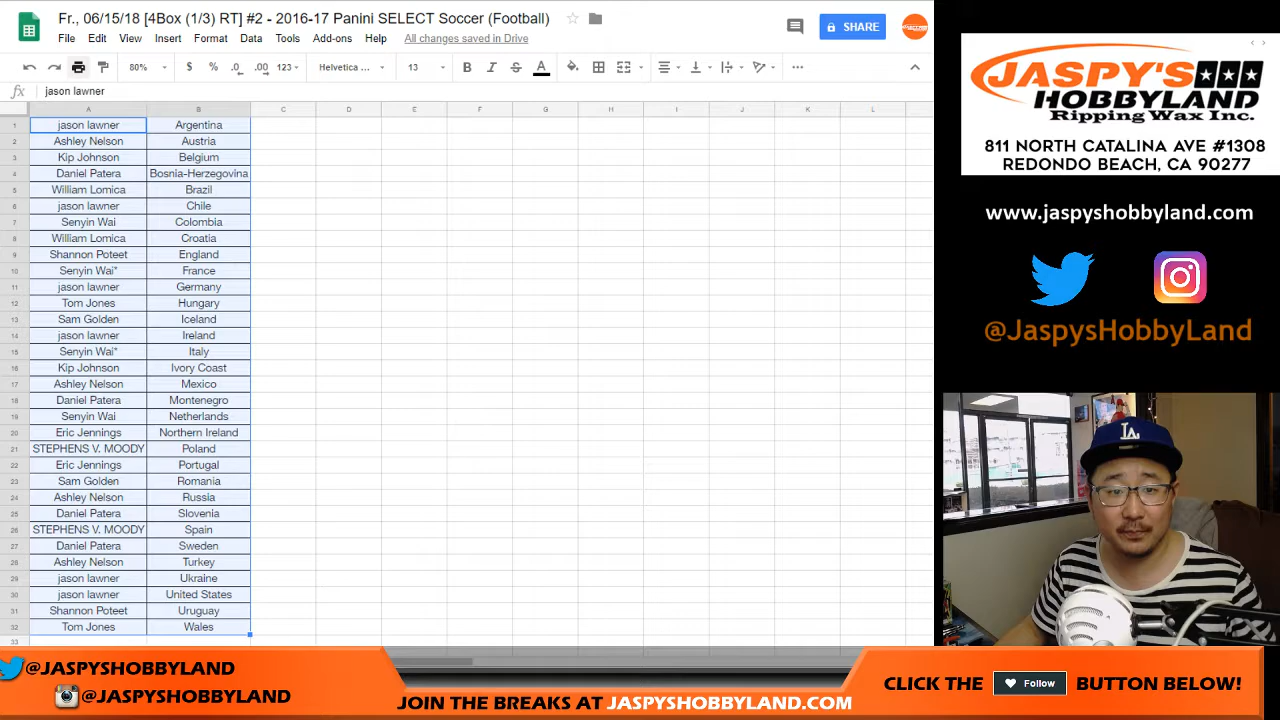 Fr., 06/15/18 [4Box (1/3) RT] #2 - 2016-17 Panini SELECT Soccer (Football)
File Edit View Insert Format Data Tools Add-ons Help All changes saved in Drive
SHARE
80% $ % .0 .00 123 Helvetica ... 13 B I S A
fx jason lawner
A B C D E F G H I J K L
1 jason lawner Argentina
2 Ashley Nelson Austria
3 Kip Johnson Belgium
4 Daniel Patera Bosnia-Herzegovina
5 William Lomica Brazil
6 jason lawner Chile
7 Senyin Wai Colombia
8 William Lomica Croatia
9 Shannon Poteet England
10 Senyin Wai* France
11 jason lawner Germany
12 Tom Jones Hungary
13 Sam Golden Iceland
14 jason lawner Ireland
15 Senyin Wai* Italy
16 Kip Johnson Ivory Coast
17 Ashley Nelson Mexico
18 Daniel Patera Montenegro
19 Senyin Wai Netherlands
20 Eric Jennings Northern Ireland
21 STEPHENS V. MOODY Poland
22 Eric Jennings Portugal
23 Sam Golden Romania
24 Ashley Nelson Russia
25 Daniel Patera Slovenia
26 STEPHENS V. MOODY Spain
27 Daniel Patera Sweden
28 Ashley Nelson Turkey
29 jason lawner Ukraine
30 jason lawner United States
31 Shannon Poteet Uruguay
32 Tom Jones Wales
33
JASPY'S
HOBBYLAND
Ripping Wax Inc.
811 NORTH CATALINA AVE #1308
REDONDO BEACH, CA 90277
www.jaspyshobbyland.com
@JaspysHobbyLand
LA
@JASPYSHOBBYLAND
@JASPYSHOBBYLAND
JOIN THE BREAKS AT JASPYSHOBBYLAND.COM
CLICK THE Follow BUTTON BELOW!